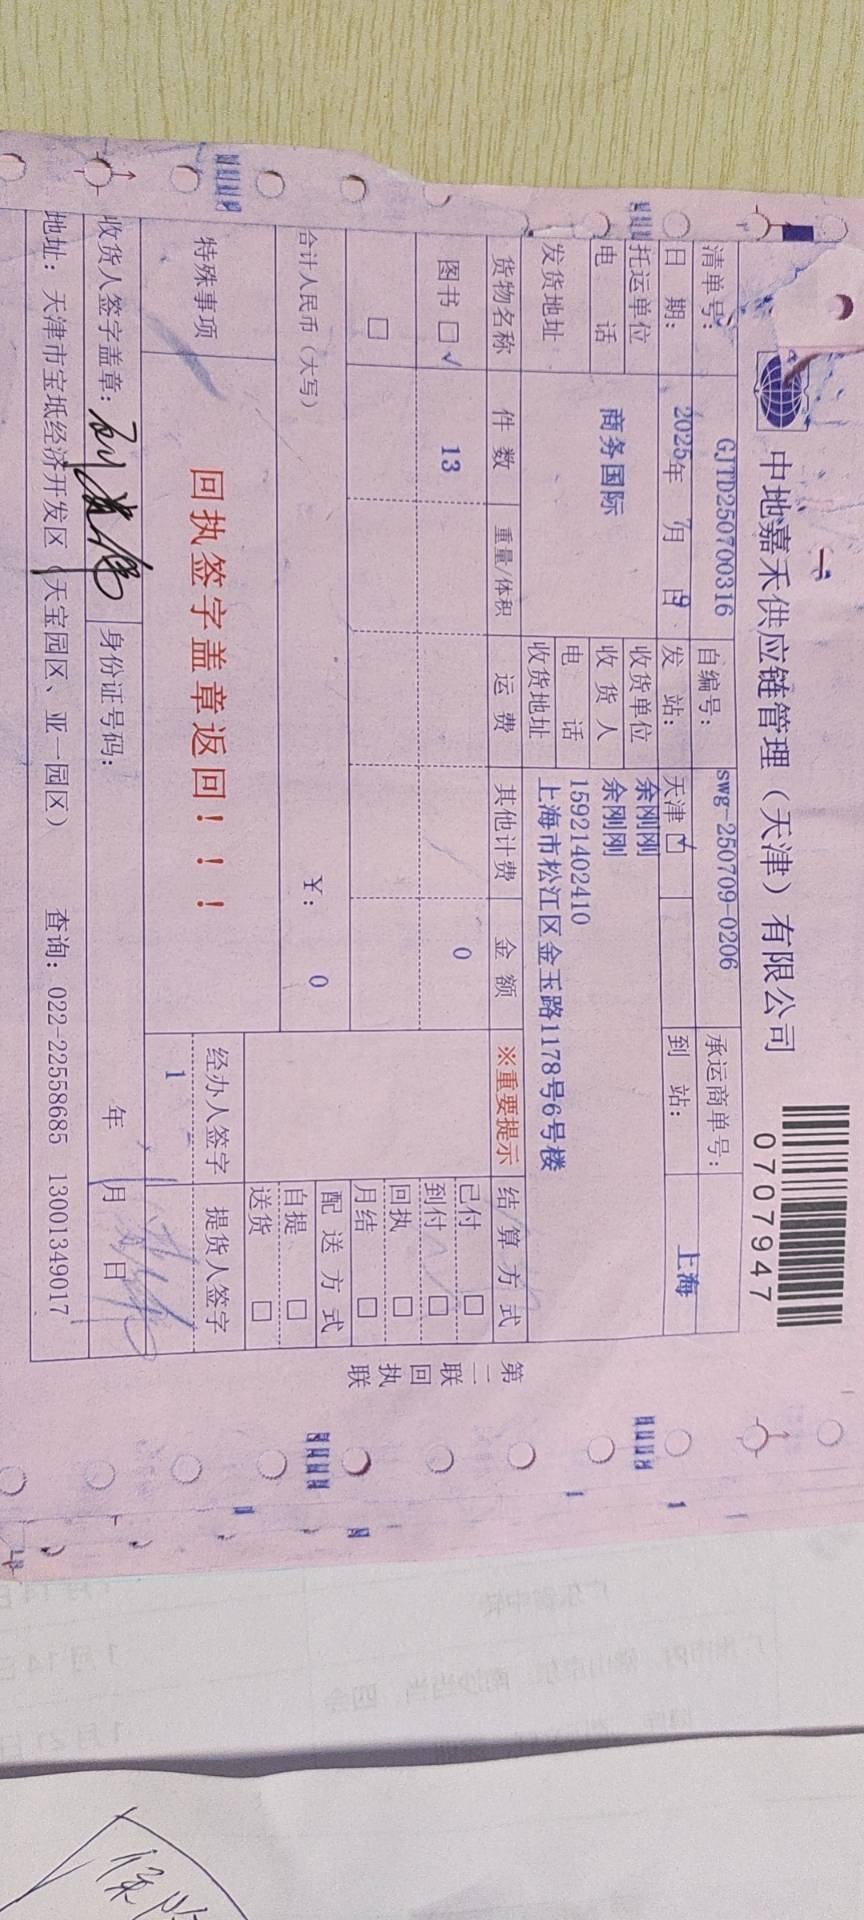 中地嘉禾供应链管理（天津）有限公司
0707947
清单号： GJTD250700316 自编号： swg-250709-0206 承运商单号：
日 期： 2025年 7月 9日 发 站： 天津 到 站： 上海
托运单位 收货单位 余刚刚
电 话 商务国际 收 货 人 余刚刚
电 话 15921402410
发货地址 收货地址 上海市松江区金玉路1178号6号楼
货物名称 件 数 重量/体积 运 费 其他计费 金 额 ※重要提示 结 算 方 式
图书 □ ✓ 13 0 已付 □
到付 □
□ 回执 □
月结 □
合计人民币（大写） ￥： 0 配 送 方 式
自提 □
送货 □
特殊事项 回执签字盖章返回！！！ 经办人签字 提货人签字
1
收货人签字盖章： 身份证号码： 年 月 日
地址：天津市宝坻经济开发区（天宝园区、亚一园区） 查询：022-22558685 13001349017
第二联 回执联
保险